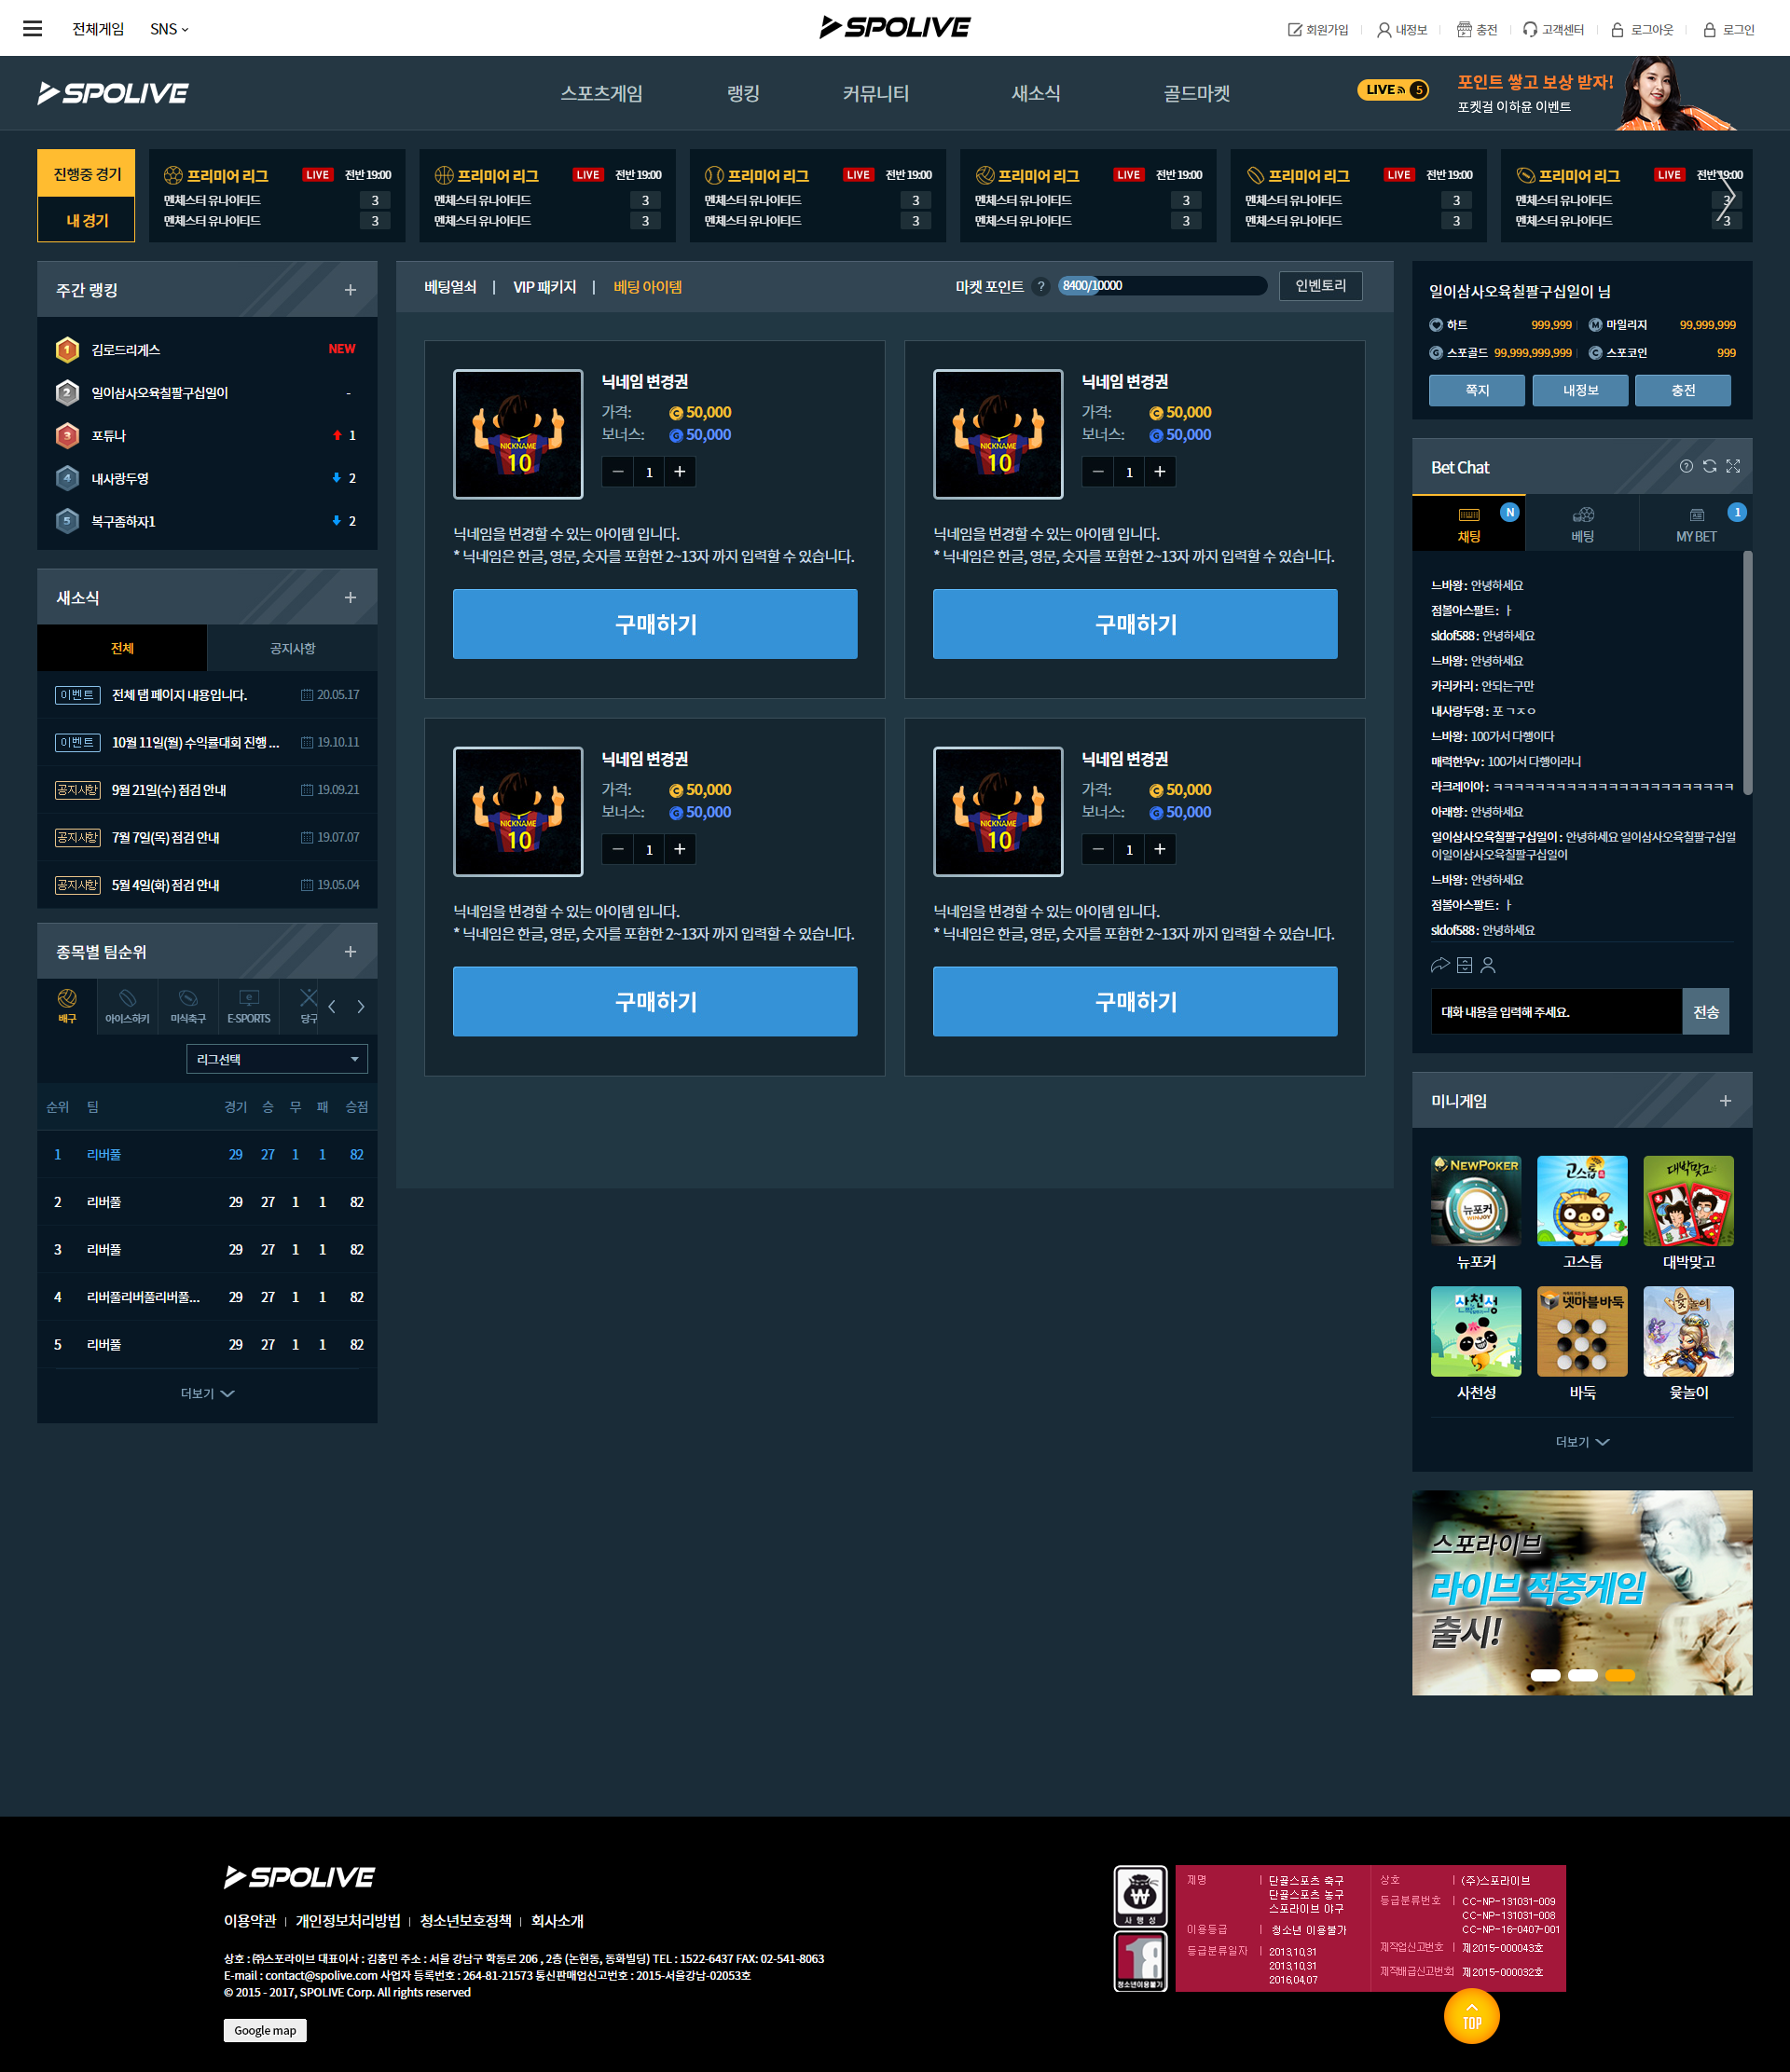 전체게임 SNS
SPOLIVE
회원가입 내정보 충전 고객센터 로그아웃 로그인
SPOLIVE
스포츠게임 랭킹 커뮤니티 새소식 골드마켓
LIVE 5
포인트 쌓고 보상 받자!
포켓걸 이하윤 이벤트
진행중 경기
내 경기
프리미어 리그 LIVE 전반 19:00
맨체스터 유나이티드 3
맨체스터 유나이티드 3
프리미어 리그 LIVE 전반 19:00
맨체스터 유나이티드 3
맨체스터 유나이티드 3
프리미어 리그 LIVE 전반 19:00
맨체스터 유나이티드 3
맨체스터 유나이티드 3
프리미어 리그 LIVE 전반 19:00
맨체스터 유나이티드 3
맨체스터 유나이티드 3
프리미어 리그 LIVE 전반 19:00
맨체스터 유나이티드 3
맨체스터 유나이티드 3
프리미어 리그 LIVE 전반 19:00
맨체스터 유나이티드 3
맨체스터 유나이티드 3
주간 랭킹 +
1 김로드리게스 NEW
2 일이삼사오육칠팔구십일이 -
3 포튜나 1
4 내사랑두영 2
5 복구좀하자1 2
새소식 +
전체 공지사항
이벤트 전체 탭 페이지 내용입니다. 20.05.17
이벤트 10월 11일(월) 수익률대회 진행 ... 19.10.11
공지사항 9월 21일(수) 점검 안내 19.09.21
공지사항 7월 7일(목) 점검 안내 19.07.07
공지사항 5월 4일(화) 점검 안내 19.05.04
종목별 팀순위 +
배구 아이스하키 미식축구 E-SPORTS 당구
리그선택
순위 팀 경기 승 무 패 승점
1 리버풀 29 27 1 1 82
2 리버풀 29 27 1 1 82
3 리버풀 29 27 1 1 82
4 리버풀리버풀리버풀... 29 27 1 1 82
5 리버풀 29 27 1 1 82
더보기
베팅열쇠 | VIP 패키지 | 베팅 아이템
마켓 포인트 ? 8400/10000 인벤토리
NICKNAME
10
닉네임 변경권
가격: 50,000
보너스: 50,000
− 1 +
닉네임을 변경할 수 있는 아이템 입니다.
* 닉네임은 한글, 영문, 숫자를 포함한 2~13자 까지 입력할 수 있습니다.
구매하기
NICKNAME
10
닉네임 변경권
가격: 50,000
보너스: 50,000
− 1 +
닉네임을 변경할 수 있는 아이템 입니다.
* 닉네임은 한글, 영문, 숫자를 포함한 2~13자 까지 입력할 수 있습니다.
구매하기
NICKNAME
10
닉네임 변경권
가격: 50,000
보너스: 50,000
− 1 +
닉네임을 변경할 수 있는 아이템 입니다.
* 닉네임은 한글, 영문, 숫자를 포함한 2~13자 까지 입력할 수 있습니다.
구매하기
NICKNAME
10
닉네임 변경권
가격: 50,000
보너스: 50,000
− 1 +
닉네임을 변경할 수 있는 아이템 입니다.
* 닉네임은 한글, 영문, 숫자를 포함한 2~13자 까지 입력할 수 있습니다.
구매하기
일이삼사오육칠팔구십일이 님
하트 999,999 M 마일리지 99,999,999
G 스포골드 99,999,999,999 C 스포코인 999
쪽지 내정보 충전
Bet Chat
채팅 N 베팅 MY BET 1
느바왕 : 안녕하세요
점볼아스팔트 : ㅏ
sldof588 : 안녕하세요
느바왕 : 안녕하세요
카리카리 : 안되는구만
내사랑두영 : 포 ㄱㅈㅇ
느바왕 : 100가서 다행이다
매력한우v : 100가서 다행이라니
라크레이아 : ㅋㅋㅋㅋㅋㅋㅋㅋㅋㅋㅋㅋㅋㅋㅋㅋㅋㅋㅋㅋㅋㅋㅋ
아래햠 : 안녕하세요
일이삼사오육칠팔구십일이 : 안녕하세요 일이삼사오육칠팔구십일
이일이삼사오육칠팔구십일이
느바왕 : 안녕하세요
점볼아스팔트 : ㅏ
sldof588 : 안녕하세요
대화 내용을 입력해 주세요. 전송
미니게임 +
NEWPOKER
뉴포커
고스톱
대박맞고
뉴포커 고스톱 대박맞고
사천성
넷마블바둑
윷놀이
사천성 바둑 윷놀이
더보기
스포라이브
라이브 적중게임
출시!
SPOLIVE
이용약관 | 개인정보처리방법 | 청소년보호정책 | 회사소개
상호 : ㈜스포라이브 대표이사 : 김홍민 주소 : 서울 강남구 학동로 206 , 2층 (논현동, 동화빌딩) TEL : 1522-6437 FAX: 02-541-8063
E-mail : contact@spolive.com 사업자 등록번호 : 264-81-21573 통신판매업신고번호 : 2015-서울강남-02053호
© 2015 - 2017, SPOLIVE Corp. All rights reserved
Google map
사행성
18
청소년이용불가
제명 | 단골스포츠 축구
단골스포츠 농구
스포라이브 야구
이용등급 | 청소년 이용불가
등급분류일자 | 2013.10.31
2013.10.31
2016.04.07
상호 | (주)스포라이브
등급분류번호 | CC-NP-131031-009
CC-NP-131031-008
CC-NP-16-0407-001
제작업신고번호 | 제2015-000043호
제작배급신고번호 | 제2015-000032호
TOP